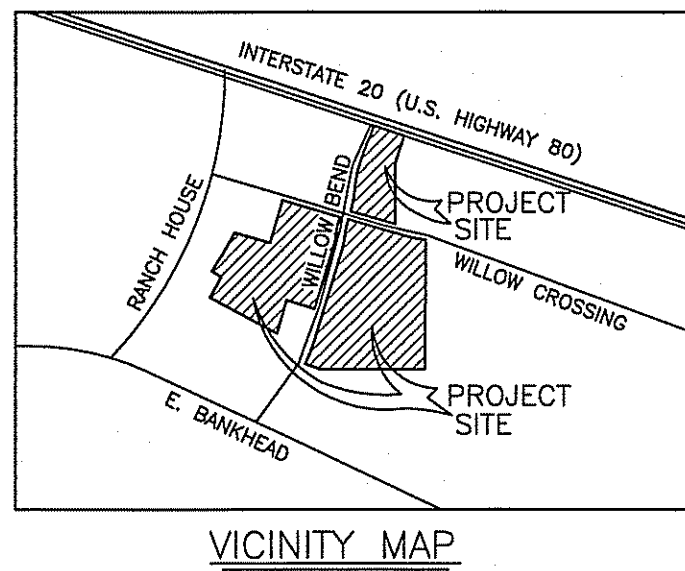 INTERSTATE 20 (U.S. HIGHWAY 80)
RANCH HOUSE
WILLOW BEND
PROJECT
SITE
WILLOW CROSSING
PROJECT
SITE
E. BANKHEAD
VICINITY MAP